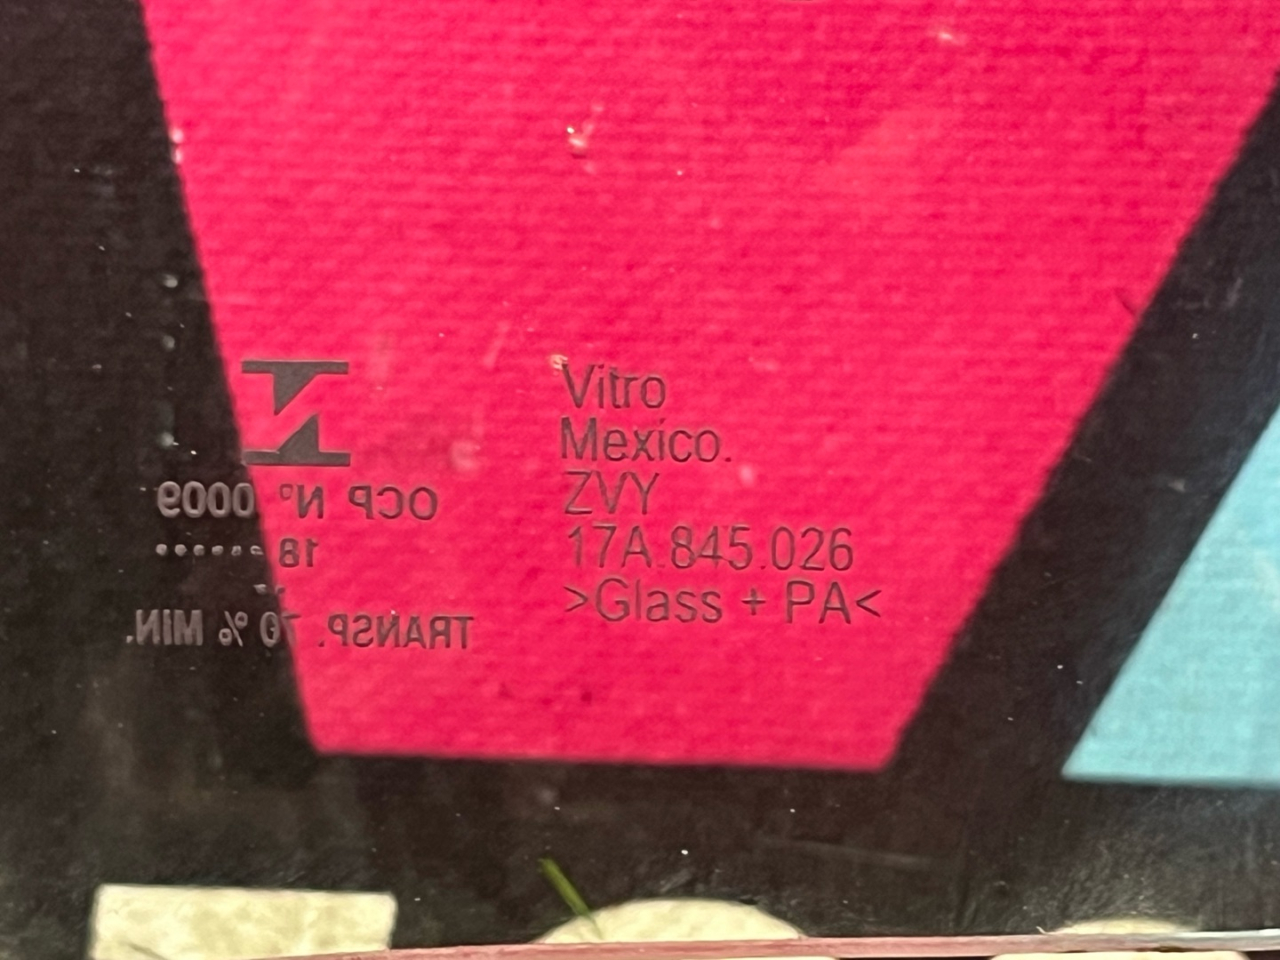 OCP Nº 0009
18 ••••••
TRANSP. 70 % MIN.
Vitro
Mexico.
ZVY
17A.845.026
>Glass + PA<